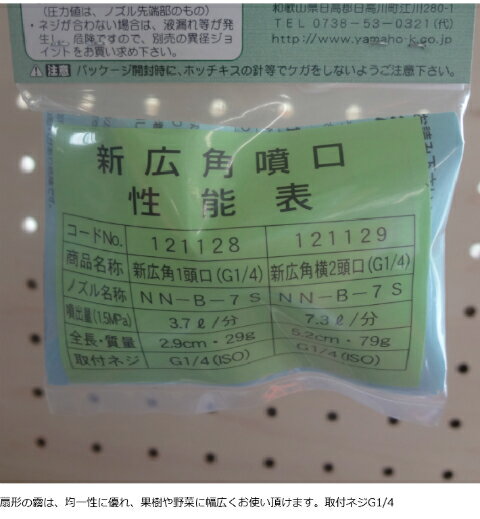 (圧力値は、ノズル先端部のもの)
・ネジが合わない場合は、液漏れ等が発
生し、危険ですので、別売の異径ジョ
イントをお買い求め下さい。
和歌山県日高郡日高川町江川280-1
TEL 0738-53-0321(代)
http://www.yamaho-k.co.jp
注意 パッケージ開封時に、ホッチキスの針等でケガをしないようご注意下さい。
新広角噴口
性能表
コードNo. 121128 121129
商品名称 新広角1頭口(G1/4) 新広角横2頭口(G1/4)
ノズル名称 NN-B-7S NN-B-7S
噴出量(1.5MPa) 3.7ℓ/分 7.3ℓ/分
全長・質量 2.9cm・29g 5.2cm・79g
取付ネジ G1/4(ISO) G1/4(ISO)
扇形の霧は、均一性に優れ、果樹や野菜に幅広くお使い頂けます。取付ネジG1/4